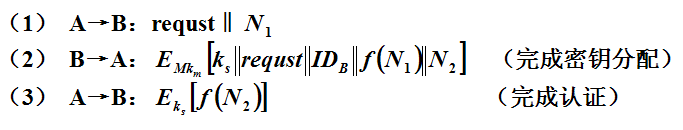 （1） A→B：requst ‖ N₁
（2） B→A：E_{Mk_m}[k_s‖requst‖ID_B‖f(N₁)‖N₂] （完成密钥分配）
（3） A→B：E_{k_s}[f(N₂)] （完成认证）